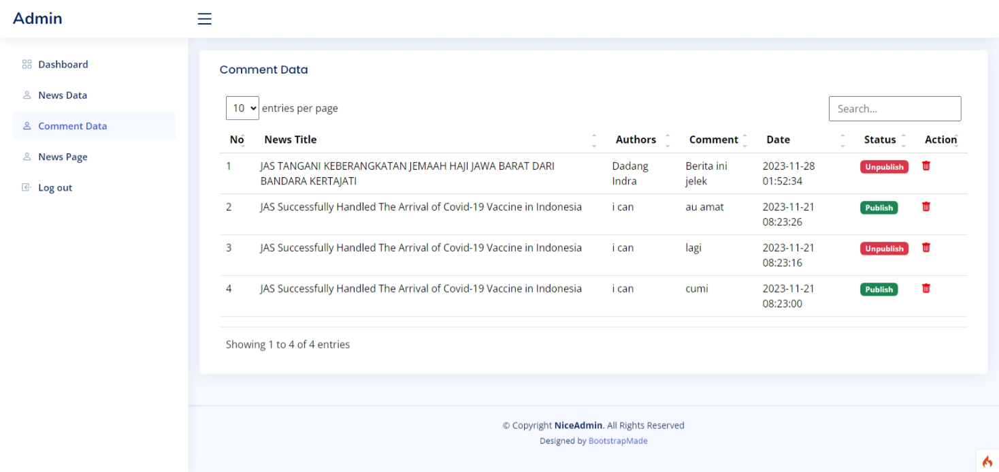 Admin
Dashboard
News Data
Comment Data
News Page
Log out
Comment Data
10 entries per page
Search...
No News Title Authors Comment Date Status Action
1 JAS TANGANI KEBERANGKATAN JEMAAH HAJI JAWA BARAT DARI Dadang Berita ini 2023-11-28 Unpublish
BANDARA KERTAJATI Indra jelek 01:52:34
2 JAS Successfully Handled The Arrival of Covid-19 Vaccine in Indonesia i can au amat 2023-11-21 Publish
08:23:26
3 JAS Successfully Handled The Arrival of Covid-19 Vaccine in Indonesia i can lagi 2023-11-21 Unpublish
08:23:16
4 JAS Successfully Handled The Arrival of Covid-19 Vaccine in Indonesia i can cumi 2023-11-21 Publish
08:23:00
Showing 1 to 4 of 4 entries
© Copyright NiceAdmin. All Rights Reserved
Designed by BootstrapMade